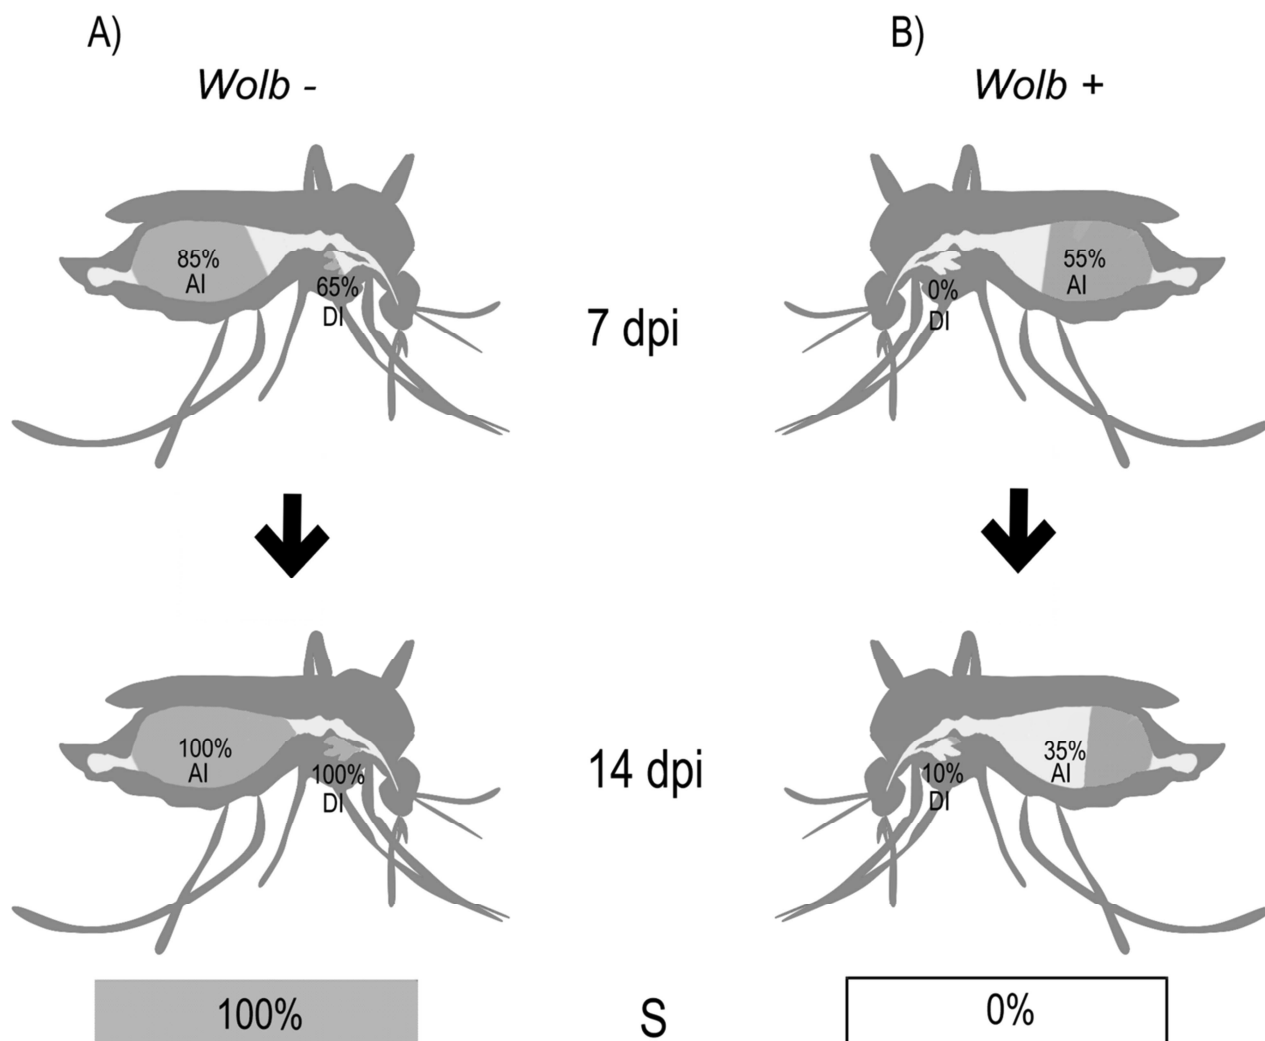 A)
B)
Wolb -
Wolb +
85%
AI
65%
DI
7 dpi
0%
DI
55%
AI
100%
AI
100%
DI
14 dpi
10%
DI
35%
AI
100%
S
0%